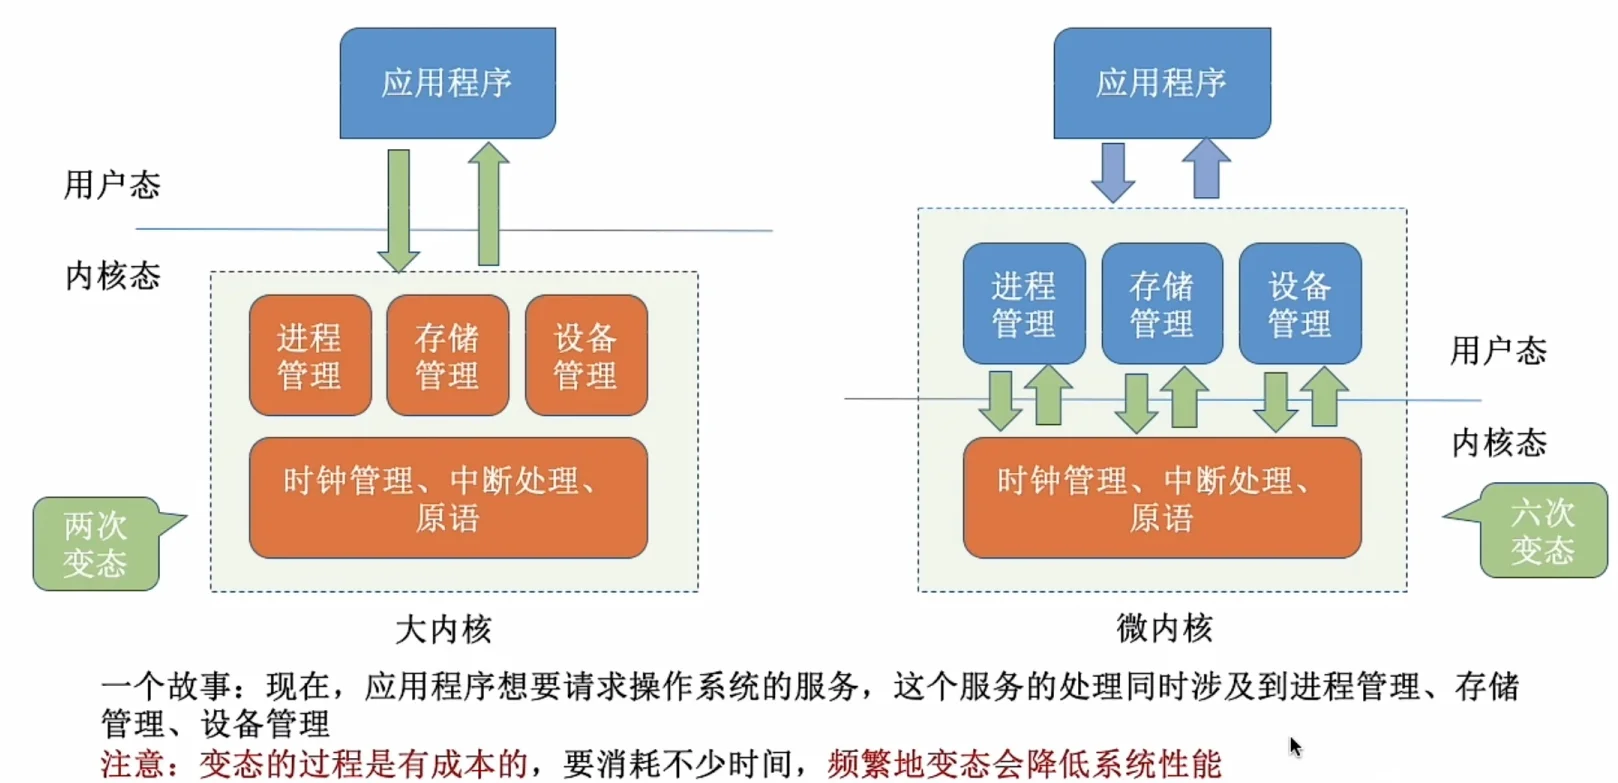 应用程序
用户态
内核态
进程
管理
存储
管理
设备
管理
时钟管理、中断处理、
原语
两次
变态
大内核
应用程序
进程
管理
存储
管理
设备
管理
用户态
内核态
时钟管理、中断处理、
原语
六次
变态
微内核
一个故事：现在，应用程序想要请求操作系统的服务，这个服务的处理同时涉及到进程管理、存储
管理、设备管理
注意：变态的过程是有成本的，要消耗不少时间，频繁地变态会降低系统性能